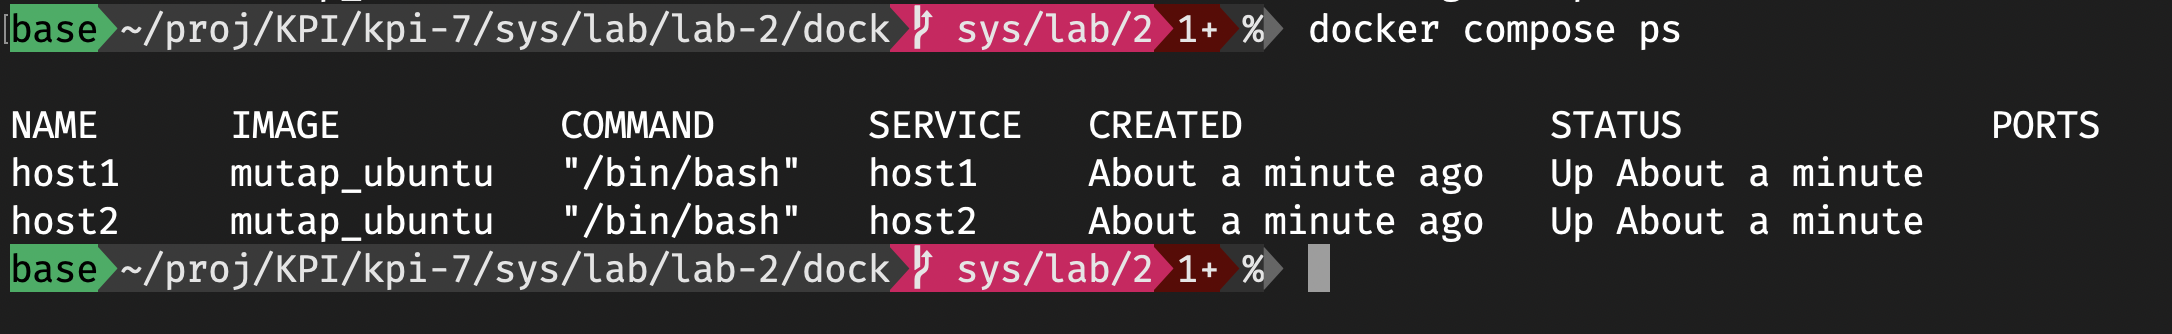 base ~/proj/KPI/kpi-7/sys/lab/lab-2/dock sys/lab/2 1+ % docker compose ps
NAME IMAGE COMMAND SERVICE CREATED STATUS PORTS
host1 mutap_ubuntu "/bin/bash" host1 About a minute ago Up About a minute
host2 mutap_ubuntu "/bin/bash" host2 About a minute ago Up About a minute
base ~/proj/KPI/kpi-7/sys/lab/lab-2/dock sys/lab/2 1+ %